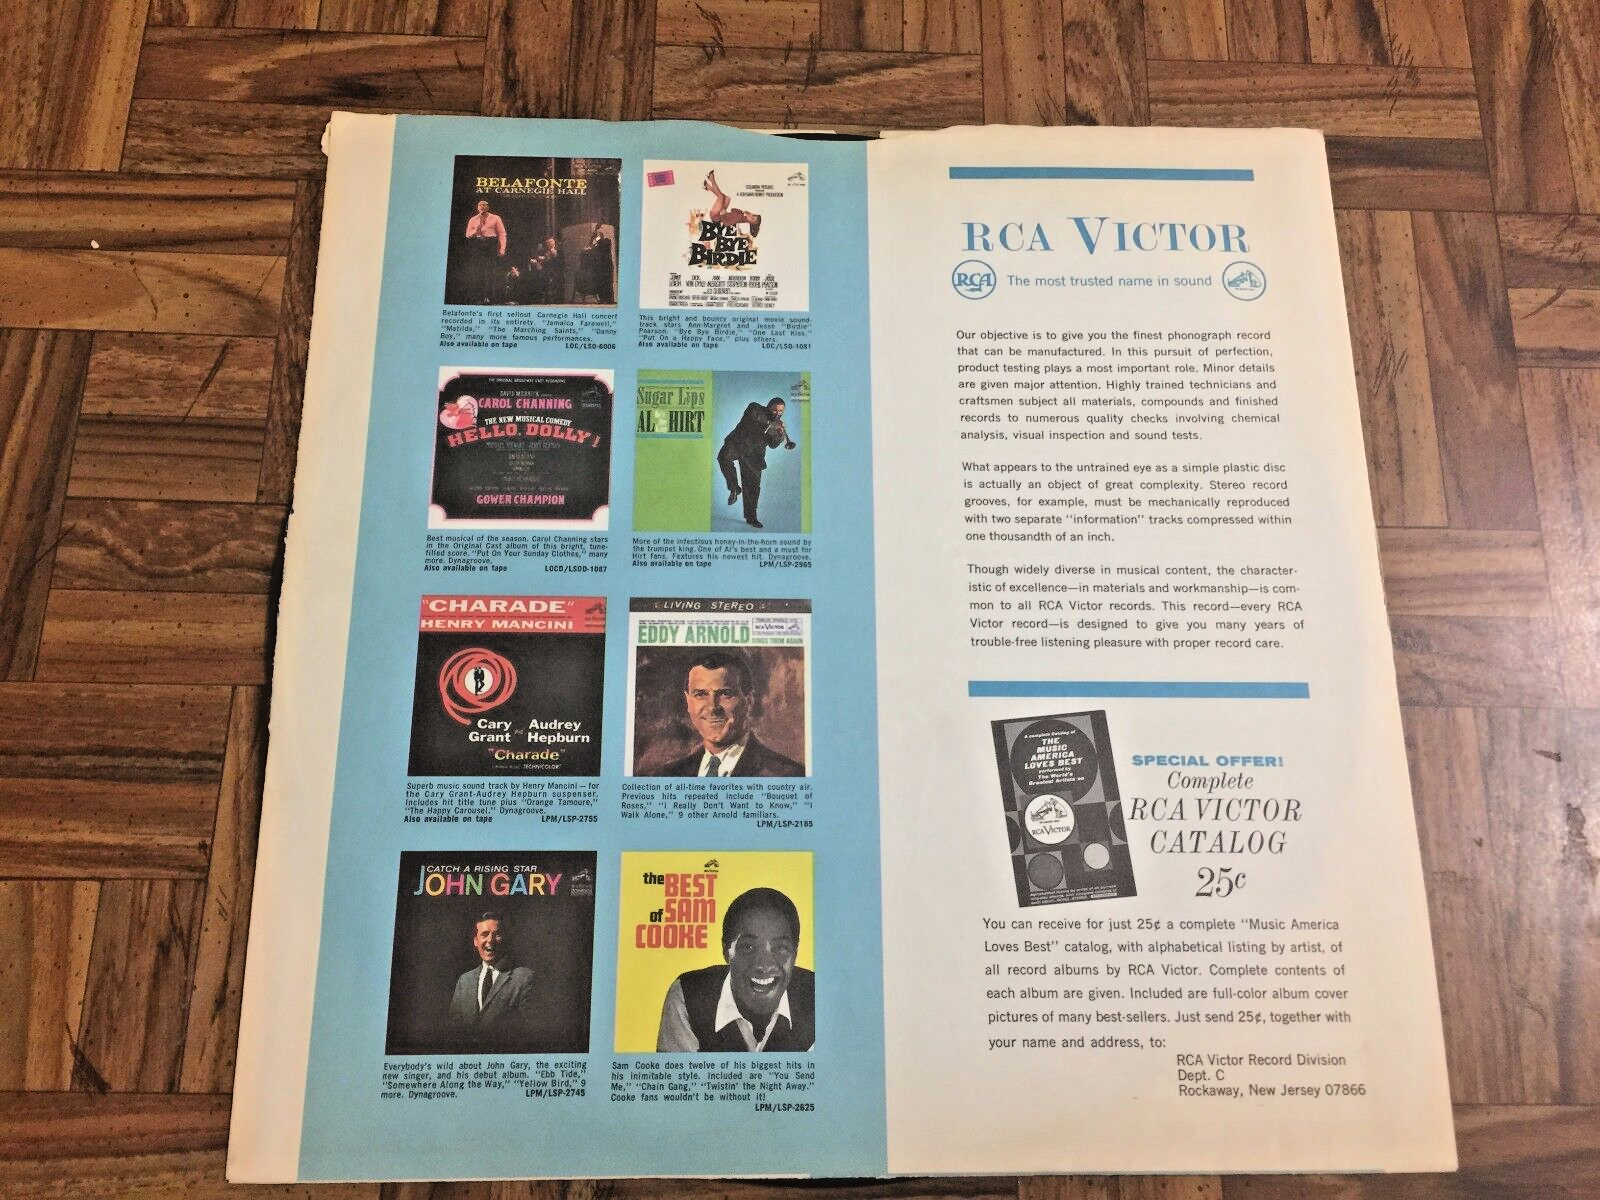 BELAFONTE
AT CARNEGIE HALL
Belafonte's first sellout Carnegie Hall concert
recorded in its entirety. "Jamaica Farewell,"
"Matilda," "The Marching Saints," "Danny
Boy," many more famous performances.
Also available on tape LOC/LSO-6006
BYE
BYE
BIRDIE
This bright and bouncy original movie sound-
track stars Ann-Margret and Jesse "Birdie"
Pearson. "Bye Bye Birdie," "One Last Kiss,"
"Put On a Happy Face," plus others.
Also available on tape LOC/LSO-1081
THE ORIGINAL BROADWAY CAST RECORDING
DAVID MERRICK
CAROL CHANNING
THE NEW MUSICAL COMEDY
HELLO, DOLLY!
GOWER CHAMPION
Best musical of the season. Carol Channing stars
in the Original Cast album of this bright, tune-
filled score. "Put On Your Sunday Clothes," many
more. Dynagroove.
Also available on tape LOCD/LSOD-1087
Sugar Lips
AL HIRT
More of the infectious honey-in-the-horn sound by
the trumpet king. One of Al's best and a must for
Hirt fans. Features his newest hit. Dynagroove.
Also available on tape LPM/LSP-2965
"CHARADE"
HENRY MANCINI
Cary Audrey
Grant Hepburn
"Charade"
TECHNICOLOR
Superb music sound track by Henry Mancini—for
the Cary Grant-Audrey Hepburn suspenser.
Includes hit title tune plus "Orange Tamoure,"
"The Happy Carousel." Dynagroove.
Also available on tape LPM/LSP-2755
LIVING STEREO
EDDY ARNOLD
SINGS THEM AGAIN
RCA VICTOR
Collection of all-time favorites with country air.
Previous hits repeated include "Bouquet of
Roses," "I Really Don't Want to Know," "I
Walk Alone," 9 other Arnold familiars.
LPM/LSP-2185
CATCH A RISING STAR
JOHN GARY
Everybody's wild about John Gary, the exciting
new singer, and his debut album. "Ebb Tide,"
"Somewhere Along the Way," "Yellow Bird," 9
more. Dynagroove. LPM/LSP-2745
the BEST
of SAM
COOKE
Sam Cooke does twelve of his biggest hits in
his inimitable style. Included are "You Send
Me," "Chain Gang," "Twistin' the Night Away."
Cooke fans wouldn't be without it!
LPM/LSP-2625
RCA VICTOR
RCA The most trusted name in sound
Our objective is to give you the finest phonograph record
that can be manufactured. In this pursuit of perfection,
product testing plays a most important role. Minor details
are given major attention. Highly trained technicians and
craftsmen subject all materials, compounds and finished
records to numerous quality checks involving chemical
analysis, visual inspection and sound tests.
What appears to the untrained eye as a simple plastic disc
is actually an object of great complexity. Stereo record
grooves, for example, must be mechanically reproduced
with two separate "information" tracks compressed within
one thousandth of an inch.
Though widely diverse in musical content, the character-
istic of excellence—in materials and workmanship—is com-
mon to all RCA Victor records. This record—every RCA
Victor record—is designed to give you many years of
trouble-free listening pleasure with proper record care.
A complete Catalog of
THE
MUSIC
AMERICA
LOVES BEST
performed by
The World's
Greatest Artists on
RCA VICTOR
SPECIAL OFFER!
Complete
RCA VICTOR
CATALOG
25¢
You can receive for just 25¢ a complete "Music America
Loves Best" catalog, with alphabetical listing by artist, of
all record albums by RCA Victor. Complete contents of
each album are given. Included are full-color album cover
pictures of many best-sellers. Just send 25¢, together with
your name and address, to:
RCA Victor Record Division
Dept. C
Rockaway, New Jersey 07866